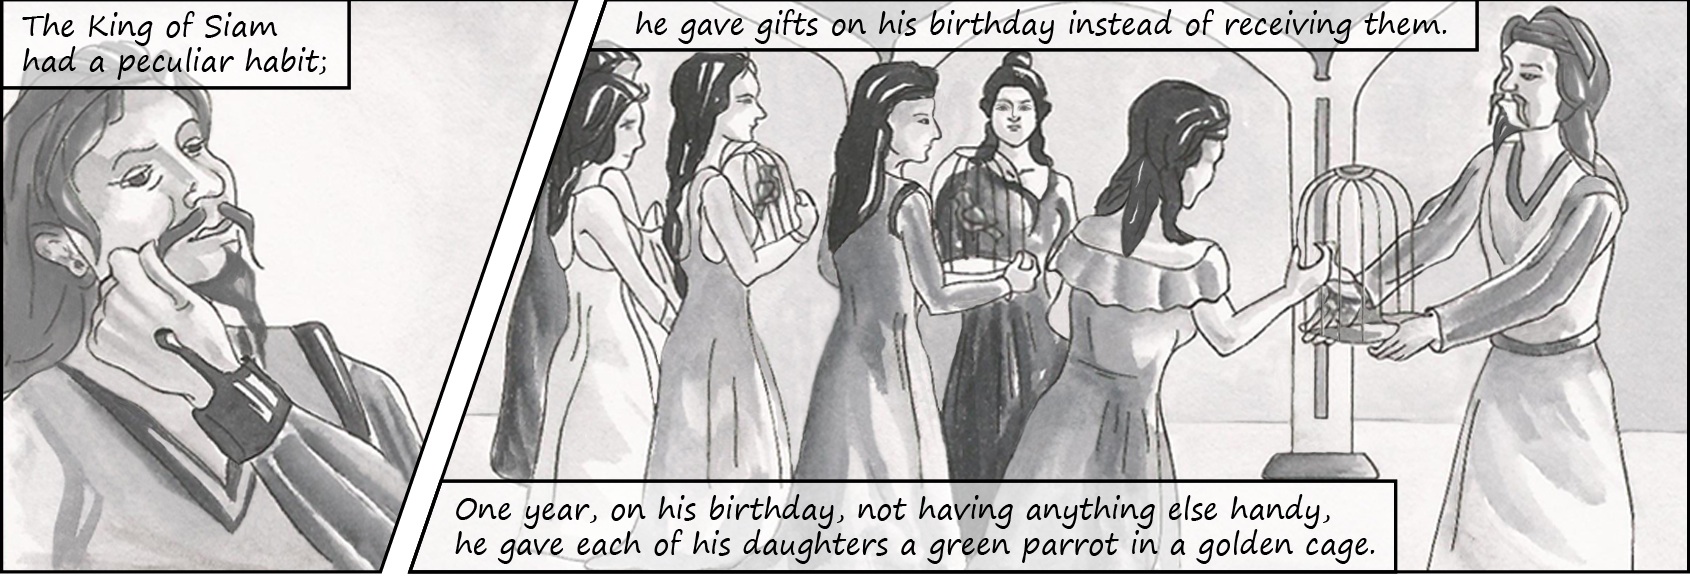 The King of Siam
had a peculiar habit;
he gave gifts on his birthday instead of receiving them.
One year, on his birthday, not having anything else handy,
he gave each of his daughters a green parrot in a golden cage.